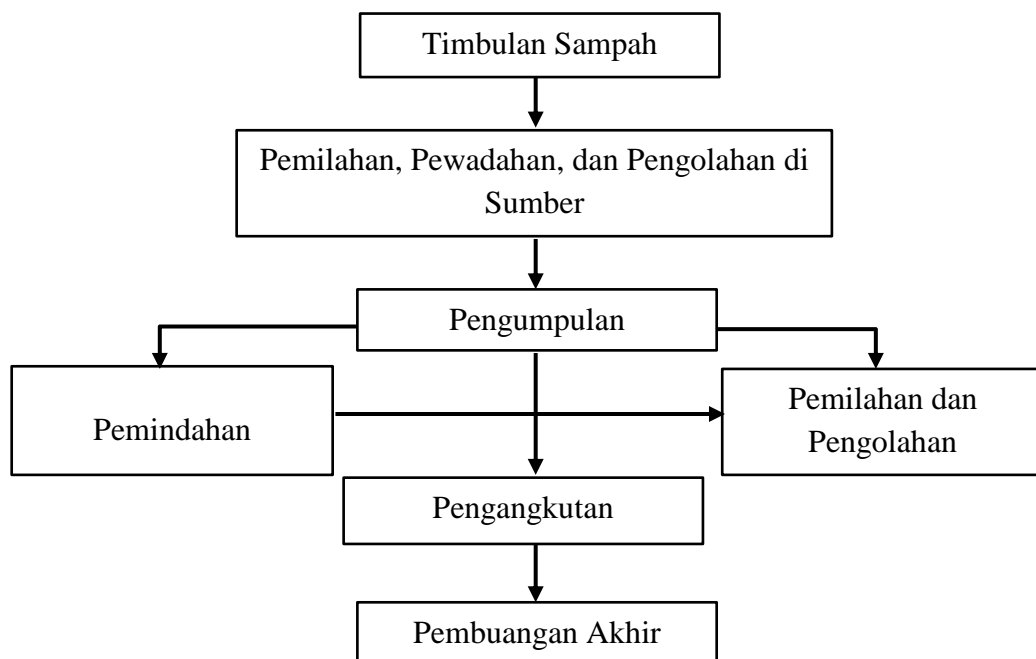 Timbulan Sampah
Pemilahan, Pewadahan, dan Pengolahan di
Sumber
Pengumpulan
Pemindahan
Pemilahan dan
Pengolahan
Pengangkutan
Pembuangan Akhir